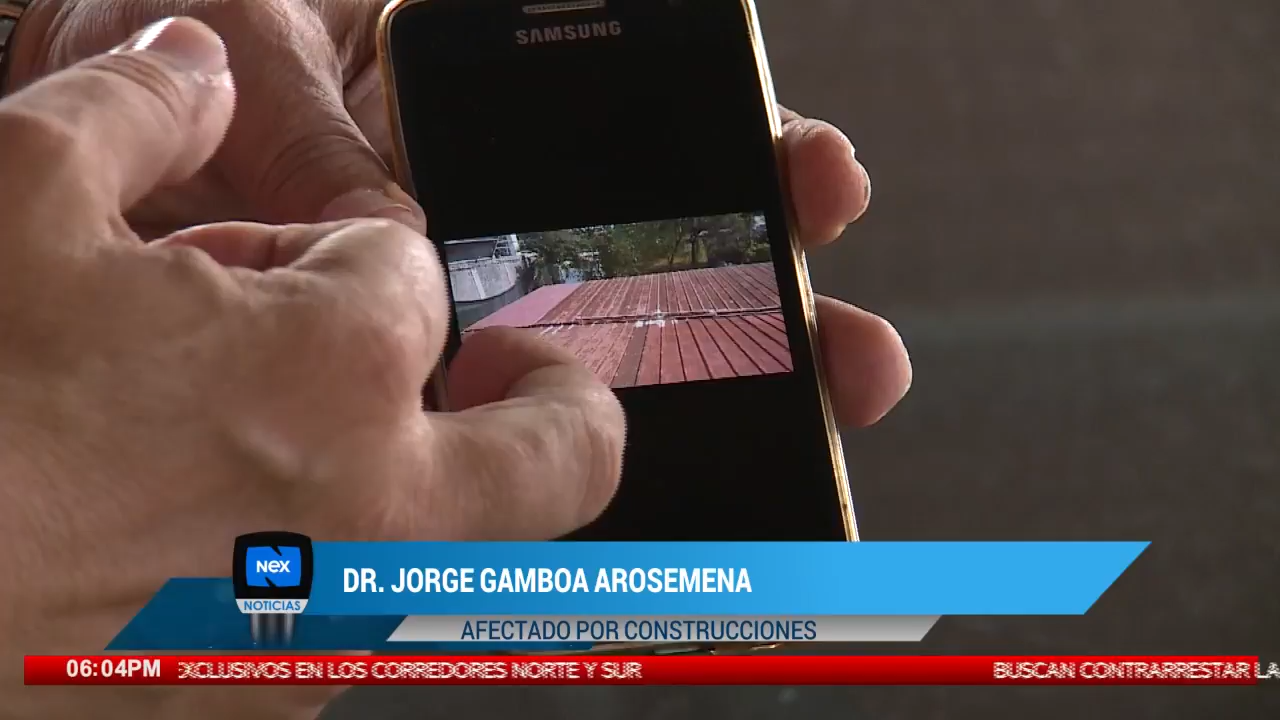 SAMSUNG
nex
NOTICIAS
DR. JORGE GAMBOA AROSEMENA
AFECTADO POR CONSTRUCCIONES
06:04PM
XCLUSIVOS EN LOS CORREDORES NORTE Y SUR
BUSCAN CONTRARRESTAR LA